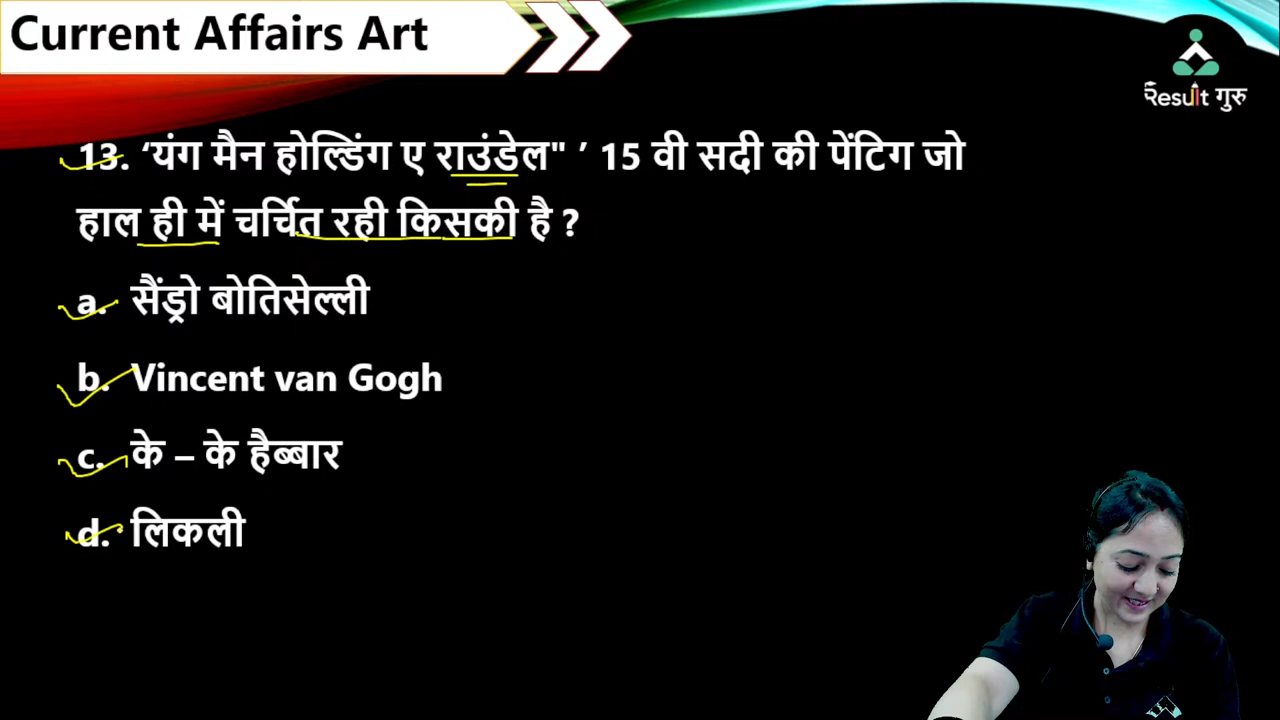 Current Affairs Art
Result गुरु
13. ‘यंग मैन होल्डिंग ए राउंडेल" ’ 15 वी सदी की पेंटिग जो
हाल ही में चर्चित रही किसकी है ?
a. सैंड्रो बोतिसेल्ली
b. Vincent van Gogh
c. के – के हैब्बार
d. लिकली